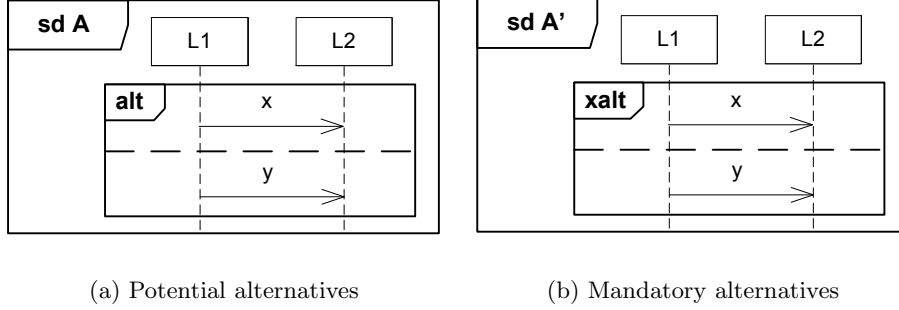 sd A
L1
L2
alt
x
y
sd A’
L1
L2
xalt
x
y
(a) Potential alternatives
(b) Mandatory alternatives